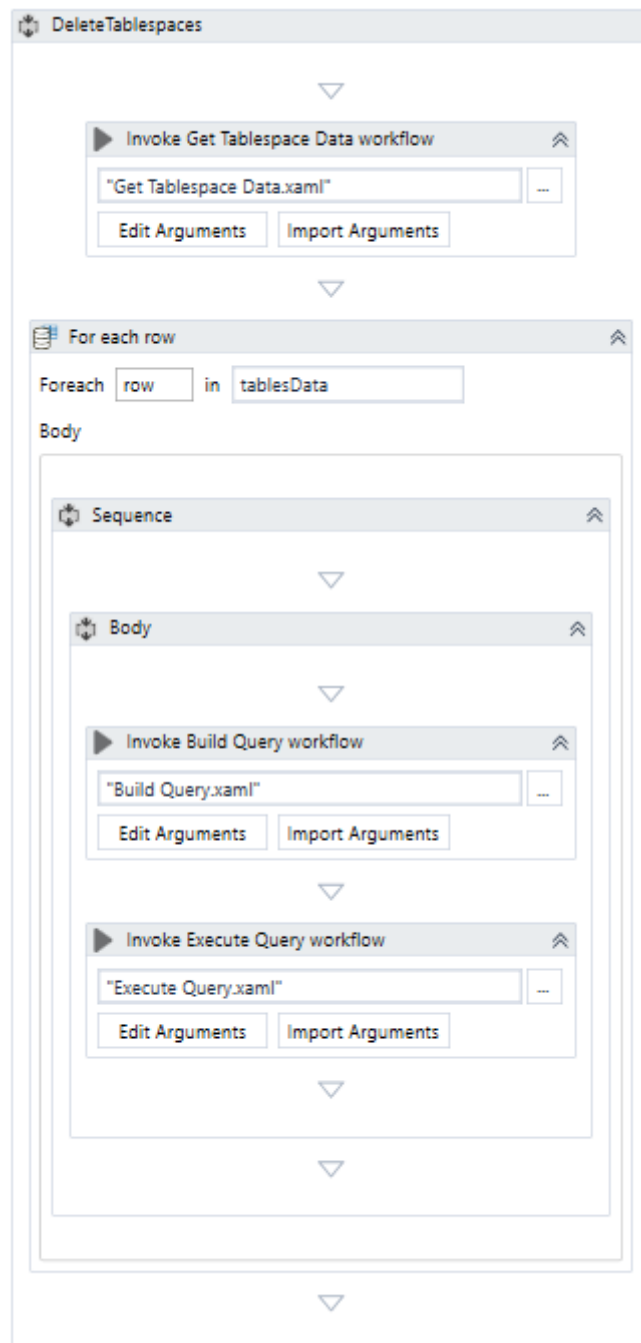 DeleteTablespaces
Invoke Get Tablespace Data workflow
"Get Tablespace Data.xaml" ...
Edit Arguments Import Arguments
For each row
Foreach row in tablesData
Body
Sequence
Body
Invoke Build Query workflow
"Build Query.xaml" ...
Edit Arguments Import Arguments
Invoke Execute Query workflow
"Execute Query.xaml" ...
Edit Arguments Import Arguments